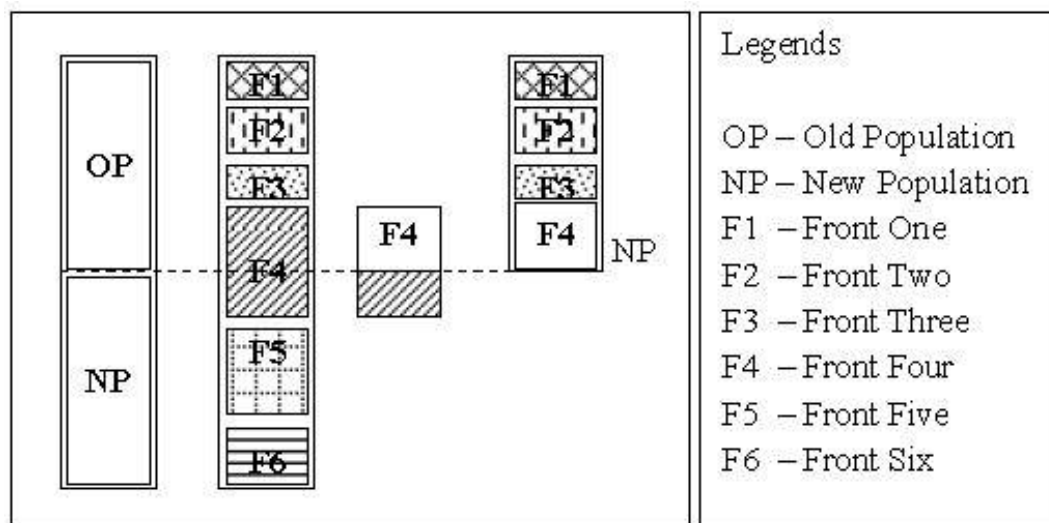 OP
NP
F1
F2
F3
F4
F5
F6
F4
F1
F2
F3
F4
NP
Legends
OP – Old Population
NP – New Population
F1 – Front One
F2 – Front Two
F3 – Front Three
F4 – Front Four
F5 – Front Five
F6 – Front Six